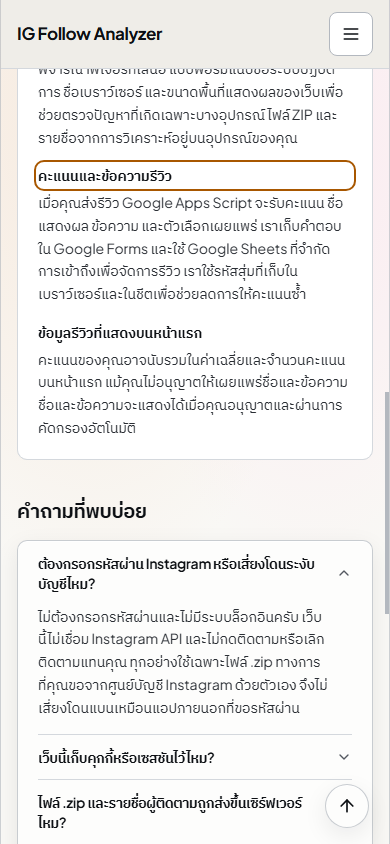 IG Follow Analyzer
การ ชื่อเบราว์เซอร์ และขนาดพื้นที่แสดงผลของเว็บเพื่อ
ช่วยตรวจปัญหาที่เกิดเฉพาะบางอุปกรณ์ ไฟล์ ZIP และ
รายชื่อจากการวิเคราะห์อยู่บนอุปกรณ์ของคุณ
คะแนนและข้อความรีวิว
เมื่อคุณส่งรีวิว Google Apps Script จะรับคะแนน ชื่อ
แสดงผล ข้อความ และตัวเลือกเผยแพร่ เราเก็บคำตอบ
ใน Google Forms และใช้ Google Sheets ที่จำกัด
การเข้าถึงเพื่อจัดการรีวิว เราใช้รหัสสุ่มที่เก็บใน
เบราว์เซอร์และในชีตเพื่อช่วยลดการให้คะแนนซ้ำ
ข้อมูลรีวิวที่แสดงบนหน้าแรก
คะแนนของคุณอาจนับรวมในค่าเฉลี่ยและจำนวนคะแนน
บนหน้าแรก แม้คุณไม่อนุญาตให้เผยแพร่ชื่อและข้อความ
ชื่อและข้อความจะแสดงได้เมื่อคุณอนุญาตและผ่านการ
คัดกรองอัตโนมัติ
คำถามที่พบบ่อย
ต้องกรอกรหัสผ่าน Instagram หรือเสี่ยงโดนระงับ
บัญชีไหม?
ไม่ต้องกรอกรหัสผ่านและไม่มีระบบล็อกอินครับ เว็บ
นี้ไม่เชื่อม Instagram API และไม่กดติดตามหรือเลิก
ติดตามแทนคุณ ทุกอย่างใช้เฉพาะไฟล์ .zip ทางการ
ที่คุณขอจากศูนย์บัญชี Instagram ด้วยตัวเอง จึงไม่
เสี่ยงโดนแบนเหมือนแอปภายนอกที่ขอรหัสผ่าน
เว็บนี้เก็บคุกกี้หรือเซสชันไว้ไหม?
ไฟล์ .zip และรายชื่อผู้ติดตามถูกส่งขึ้นเซิร์ฟเวอร์
ไหม?